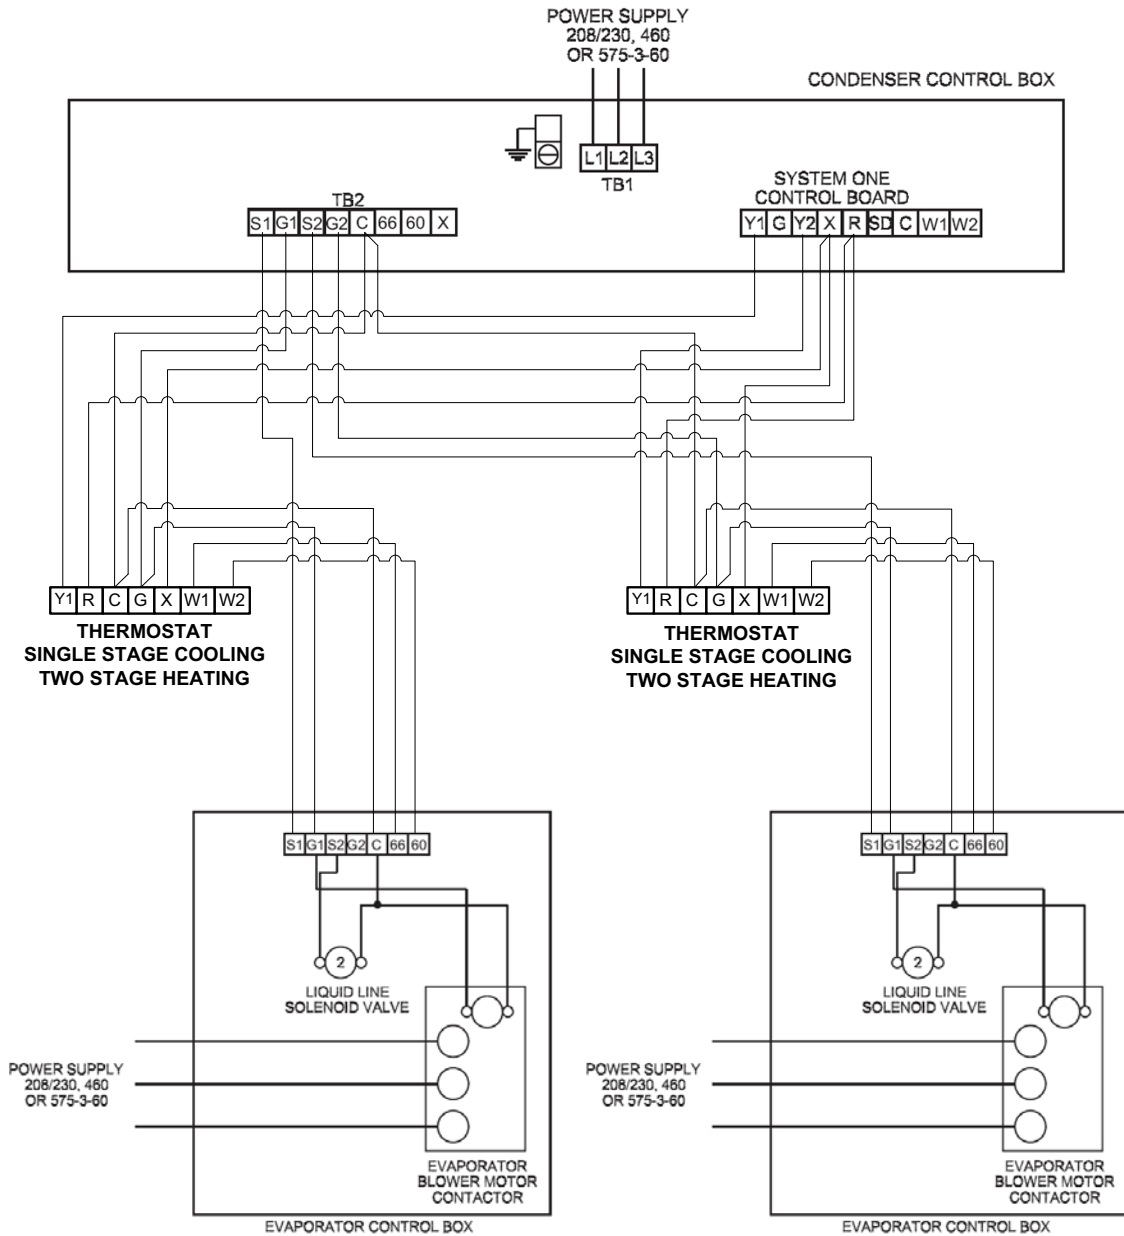 POWER SUPPLY
208/230, 460
OR 575-3-60
CONDENSER CONTROL BOX
L1 L2 L3
TB1
SYSTEM ONE
CONTROL BOARD
TB2
S1 G1 S2 G2 C 66 60 X
Y1 G Y2 X R SD C W1 W2
Y1 R C G X W1 W2
THERMOSTAT
SINGLE STAGE COOLING
TWO STAGE HEATING
Y1 R C G X W1 W2
THERMOSTAT
SINGLE STAGE COOLING
TWO STAGE HEATING
S1 G1 S2 G2 C 66 60
2
LIQUID LINE
SOLENOID VALVE
POWER SUPPLY
208/230, 460
OR 575-3-60
EVAPORATOR
BLOWER MOTOR
CONTACTOR
EVAPORATOR CONTROL BOX
S1 G1 S2 G2 C 66 60
2
LIQUID LINE
SOLENOID VALVE
POWER SUPPLY
208/230, 460
OR 575-3-60
EVAPORATOR
BLOWER MOTOR
CONTACTOR
EVAPORATOR CONTROL BOX